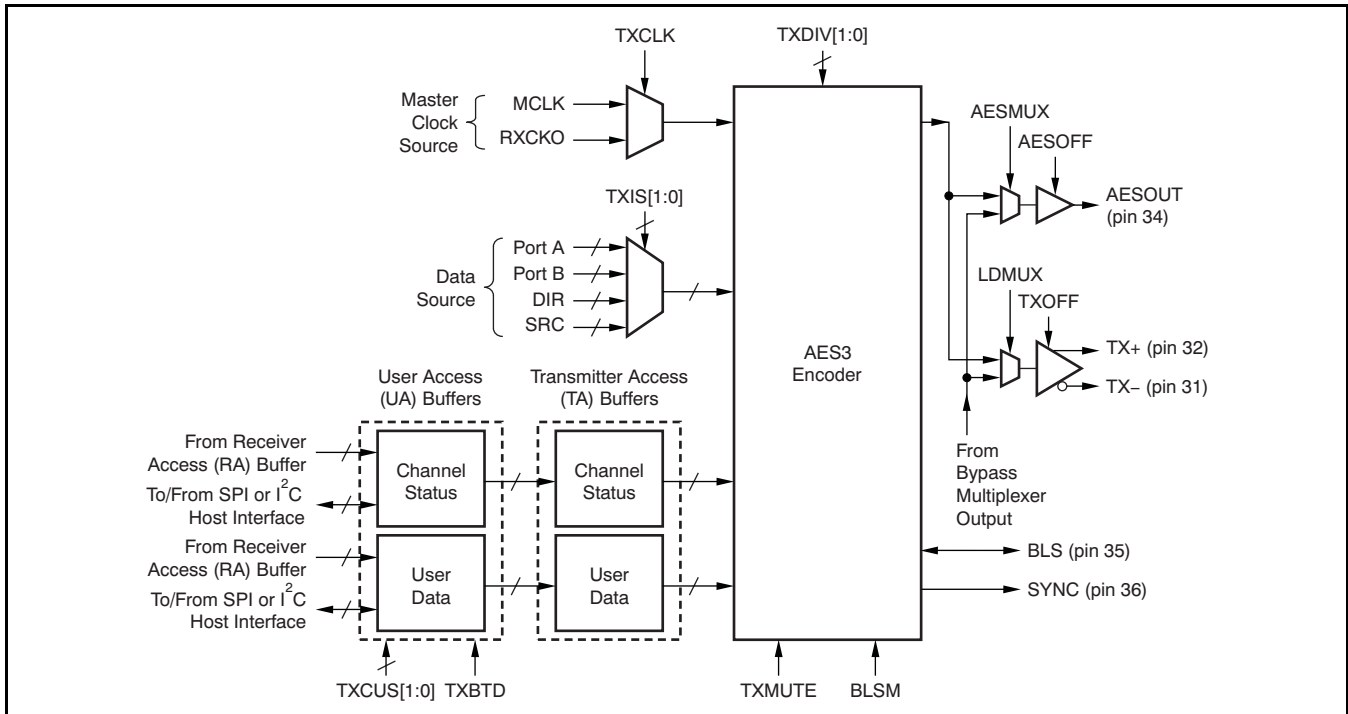 TXCLK
TXDIV[1:0]
Master
Clock
Source
MCLK
RXCKO
AESMUX
AESOFF
AESOUT
(pin 34)
TXIS[1:0]
Data
Source
Port A
Port B
DIR
SRC
LDMUX
TXOFF
TX+ (pin 32)
TX− (pin 31)
AES3
Encoder
User Access
(UA) Buffers
Transmitter Access
(TA) Buffers
From Receiver
Access (RA) Buffer
To/From SPI or I²C
Host Interface
From Receiver
Access (RA) Buffer
To/From SPI or I²C
Host Interface
Channel
Status
Channel
Status
User
Data
User
Data
From
Bypass
Multiplexer
Output
BLS (pin 35)
SYNC (pin 36)
TXCUS[1:0]
TXBTD
TXMUTE
BLSM